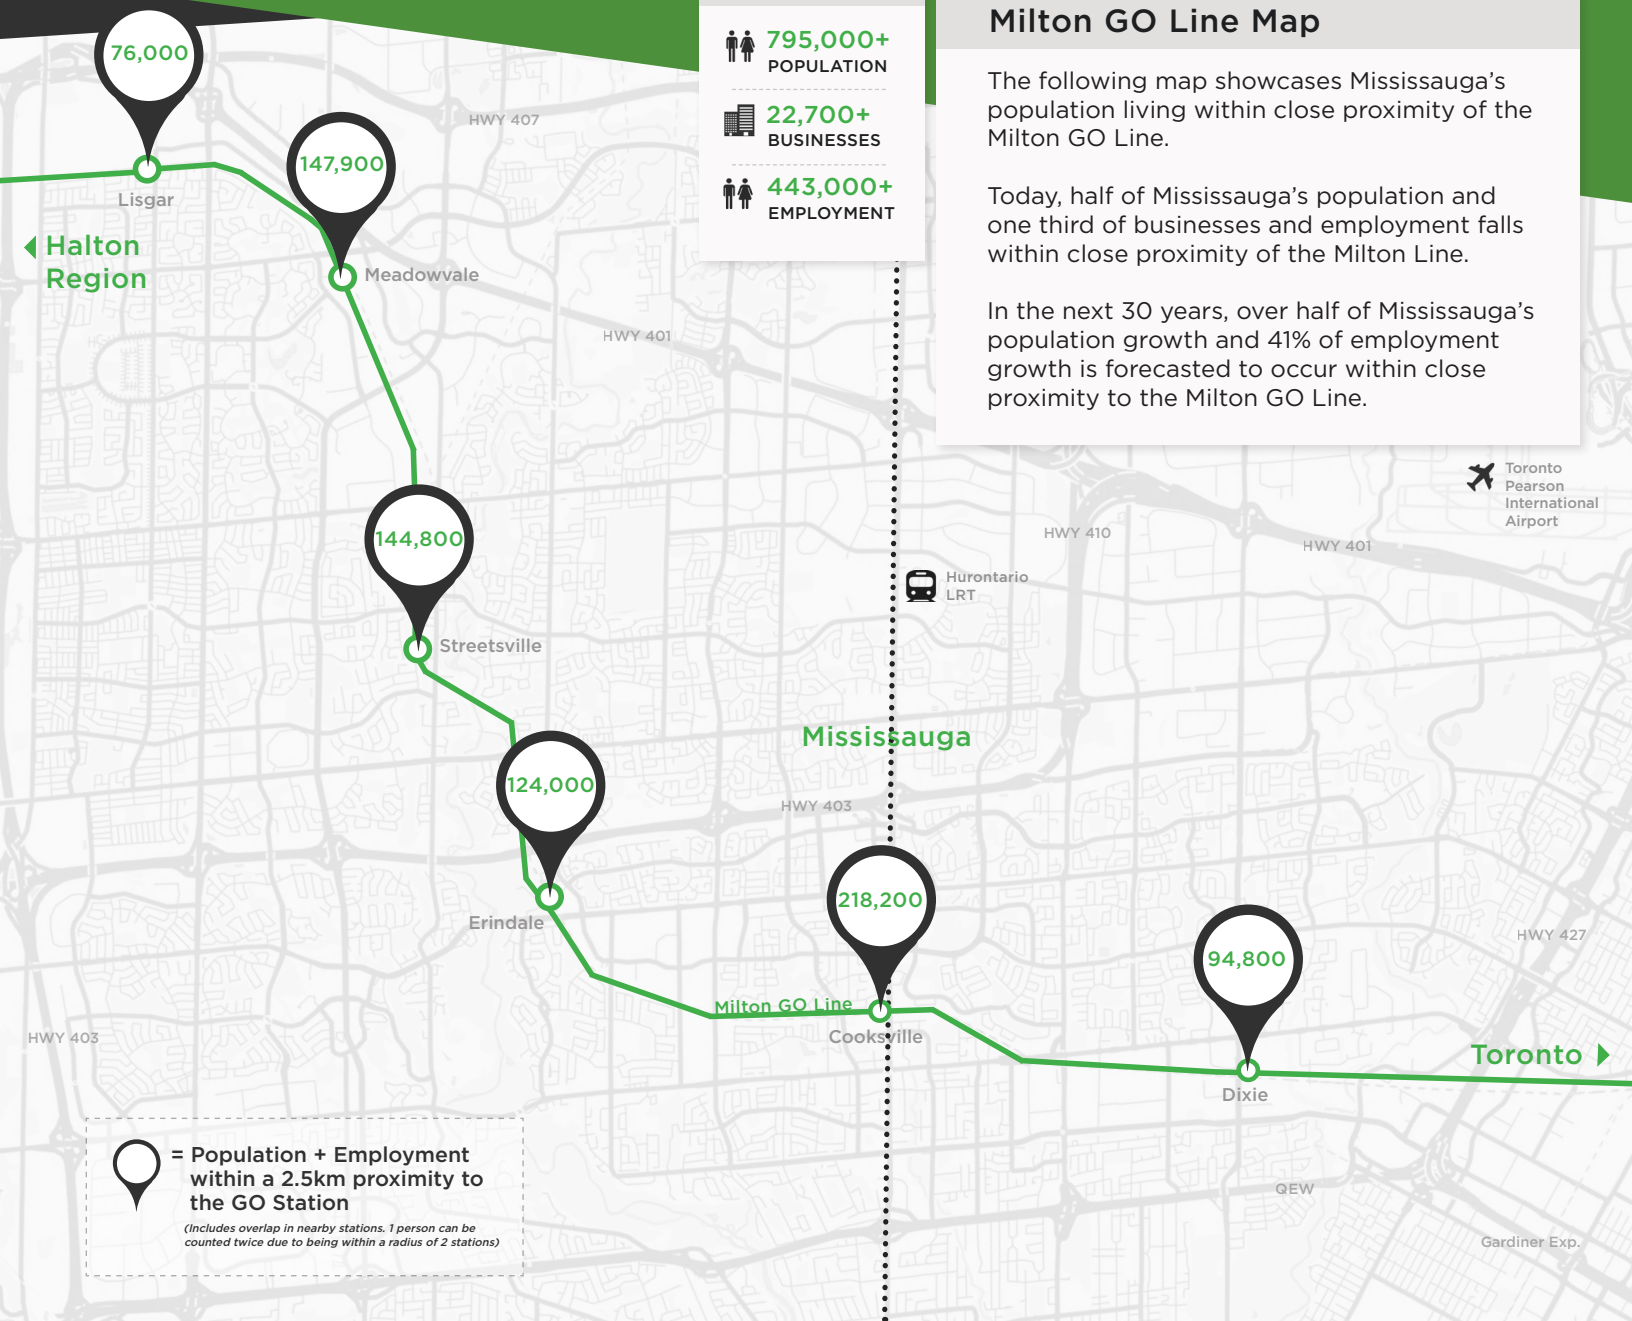 795,000+
POPULATION
22,700+
BUSINESSES
443,000+
EMPLOYMENT
Milton GO Line Map
The following map showcases Mississauga’s
population living within close proximity of the
Milton GO Line.
Today, half of Mississauga’s population and
one third of businesses and employment falls
within close proximity of the Milton Line.
In the next 30 years, over half of Mississauga’s
population growth and 41% of employment
growth is forecasted to occur within close
proximity to the Milton GO Line.
76,000
Lisgar
147,900
Meadowvale
HWY 407
Halton
Region
HWY 401
144,800
Streetsville
Toronto
Pearson
International
Airport
HWY 410
HWY 401
Hurontario
LRT
Mississauga
124,000
Erindale
HWY 403
218,200
Milton GO Line
Cooksville
94,800
Dixie
HWY 427
HWY 403
Toronto
QEW
Gardiner Exp.
= Population + Employment
within a 2.5km proximity to
the GO Station
(Includes overlap in nearby stations. 1 person can be
counted twice due to being within a radius of 2 stations)